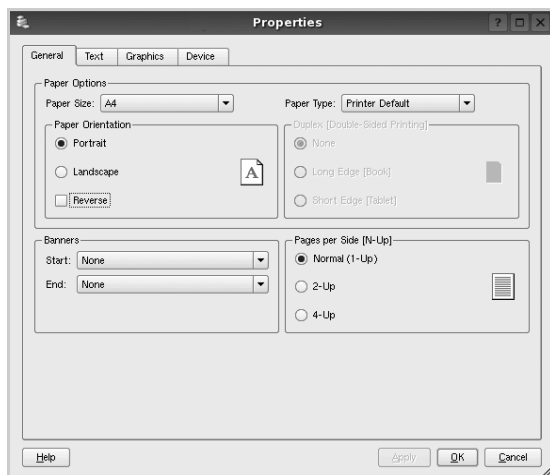 Properties
General Text Graphics Device
Paper Options
Paper Size: A4 Paper Type: Printer Default
Paper Orientation
Portrait
Landscape
Reverse
A
Duplex [Double-Sided Printing]
None
Long Edge [Book]
Short Edge [Tablet]
Banners
Start: None
End: None
Pages per Side [N-Up]
Normal (1-Up)
2-Up
4-Up
Help Apply OK Cancel